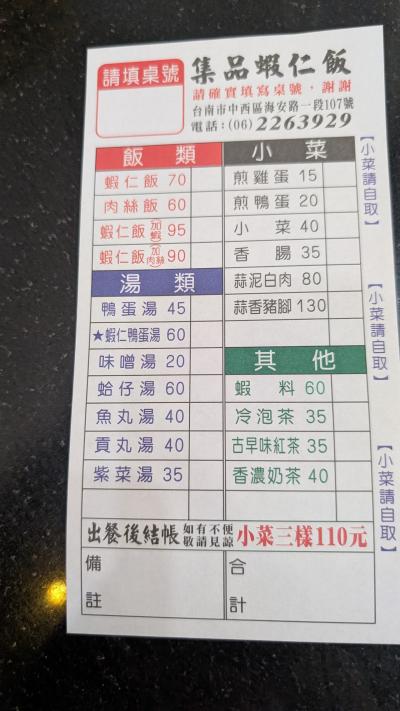 請填桌號
集品蝦仁飯
請確實填寫桌號,謝謝
台南市中西區海安路一段107號
電話:(06)2263929
飯類
蝦仁飯 70
肉絲飯 60
蝦仁飯(加蝦) 95
蝦仁飯(加肉絲) 90
湯類
鴨蛋湯 45
★蝦仁鴨蛋湯 60
味噌湯 20
蛤仔湯 60
魚丸湯 40
貢丸湯 40
紫菜湯 35
小菜
煎雞蛋 15
煎鴨蛋 20
小菜 40
香腸 35
蒜泥白肉 80
蒜香豬腳 130
其他
蝦料 60
冷泡茶 35
古早味紅茶 35
香濃奶茶 40
【小菜請自取】
【小菜請自取】
【小菜請自取】
出餐後結帳 如有不便敬請見諒 小菜三樣110元
備註
合計